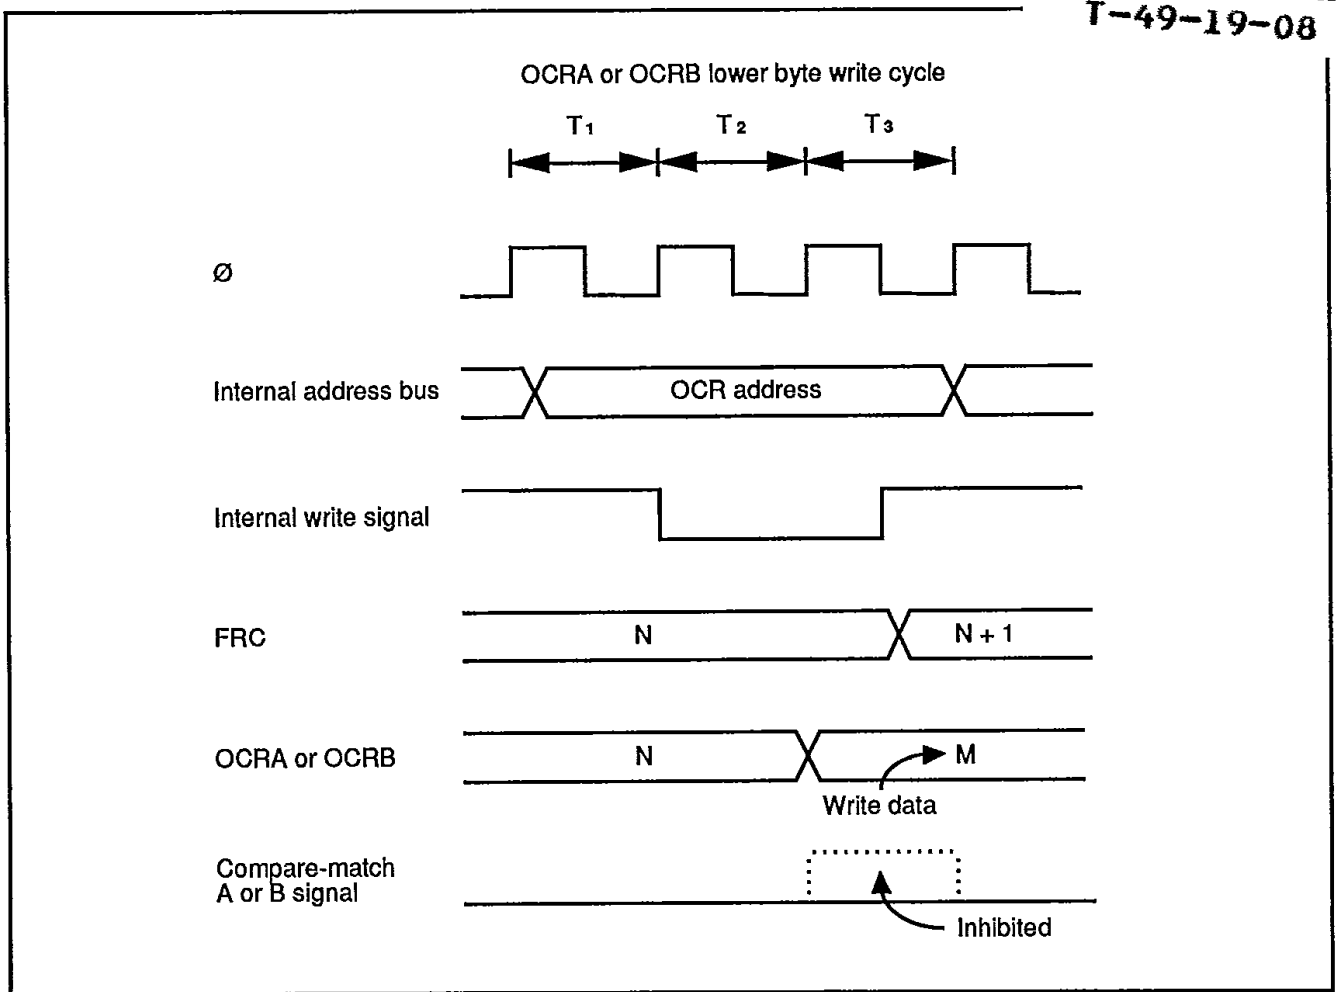 T-49-19-08
OCRA or OCRB lower byte write cycle
T1 T2 T3
Ø
Internal address bus
OCR address
Internal write signal
FRC
N
N + 1
OCRA or OCRB
N
M
Write data
Compare-match
A or B signal
Inhibited